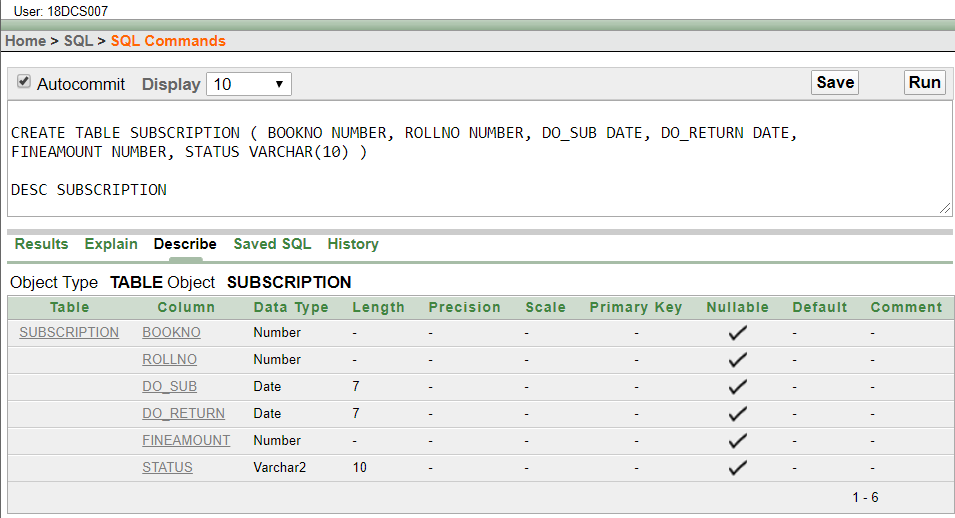 User: 18DCS007
Home > SQL > SQL Commands
Autocommit Display 10 Save Run
CREATE TABLE SUBSCRIPTION ( BOOKNO NUMBER, ROLLNO NUMBER, DO_SUB DATE, DO_RETURN DATE,
FINEAMOUNT NUMBER, STATUS VARCHAR(10) )
DESC SUBSCRIPTION
Results Explain Describe Saved SQL History
Object Type TABLE Object SUBSCRIPTION
Table Column Data Type Length Precision Scale Primary Key Nullable Default Comment
SUBSCRIPTION BOOKNO Number - - - - - -
ROLLNO Number - - - - - -
DO_SUB Date 7 - - - - -
DO_RETURN Date 7 - - - - -
FINEAMOUNT Number - - - - - -
STATUS Varchar2 10 - - - - -
1 - 6